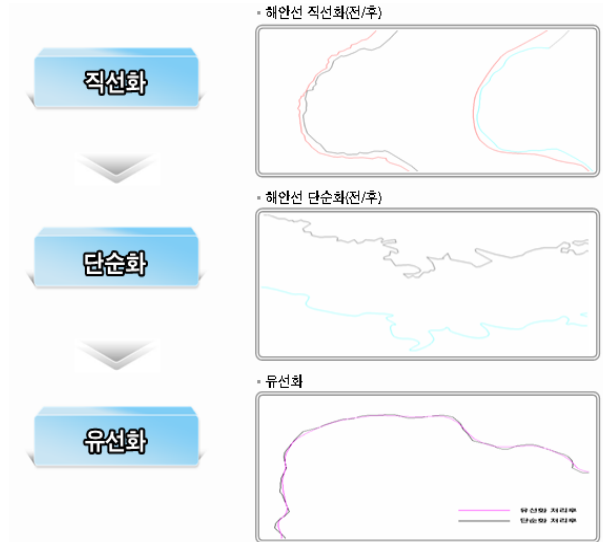 해안선 직선화(전/후)
직선화
해안선 단순화(전/후)
단순화
유선화
유선화
유선화 처리후
단순화 처리후